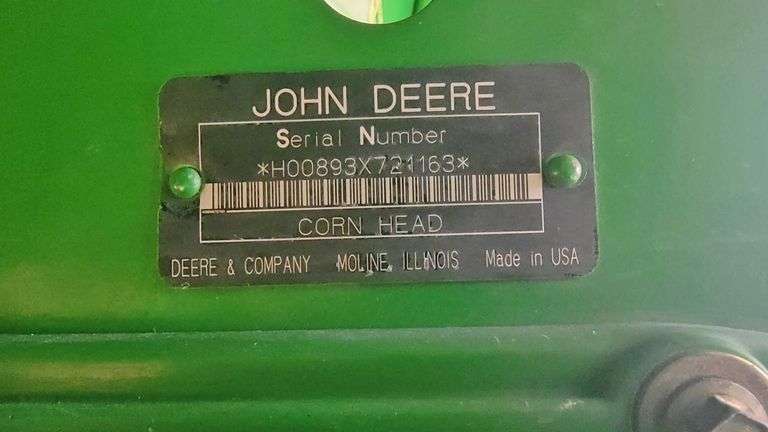 JOHN DEERE
Serial Number
*H00893X721163*
CORN HEAD
DEERE & COMPANY MOLINE, ILLINOIS Made in USA